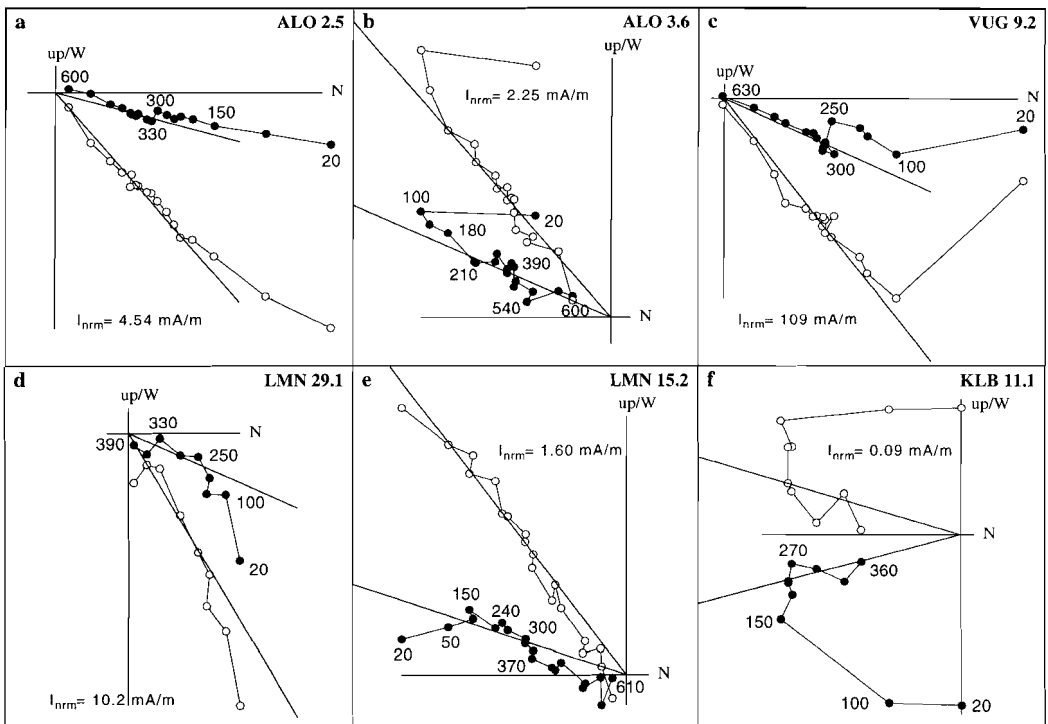 a
ALO 2.5
up/W
600
300
150
N
330
20
I_nrm= 4.54 mA/m
b
ALO 3.6
up/W
I_nrm= 2.25 mA/m
100
180
20
210
390
540
600
N
c
VUG 9.2
up/W
630
N
250
20
300
100
I_nrm= 109 mA/m
d
LMN 29.1
330
N
390
250
100
20
I_nrm= 10.2 mA/m
e
LMN 15.2
up/W
I_nrm= 1.60 mA/m
150
240
50
300
20
370
N
610
f
KLB 11.1
up/W
I_nrm= 0.09 mA/m
N
270
360
150
100
20